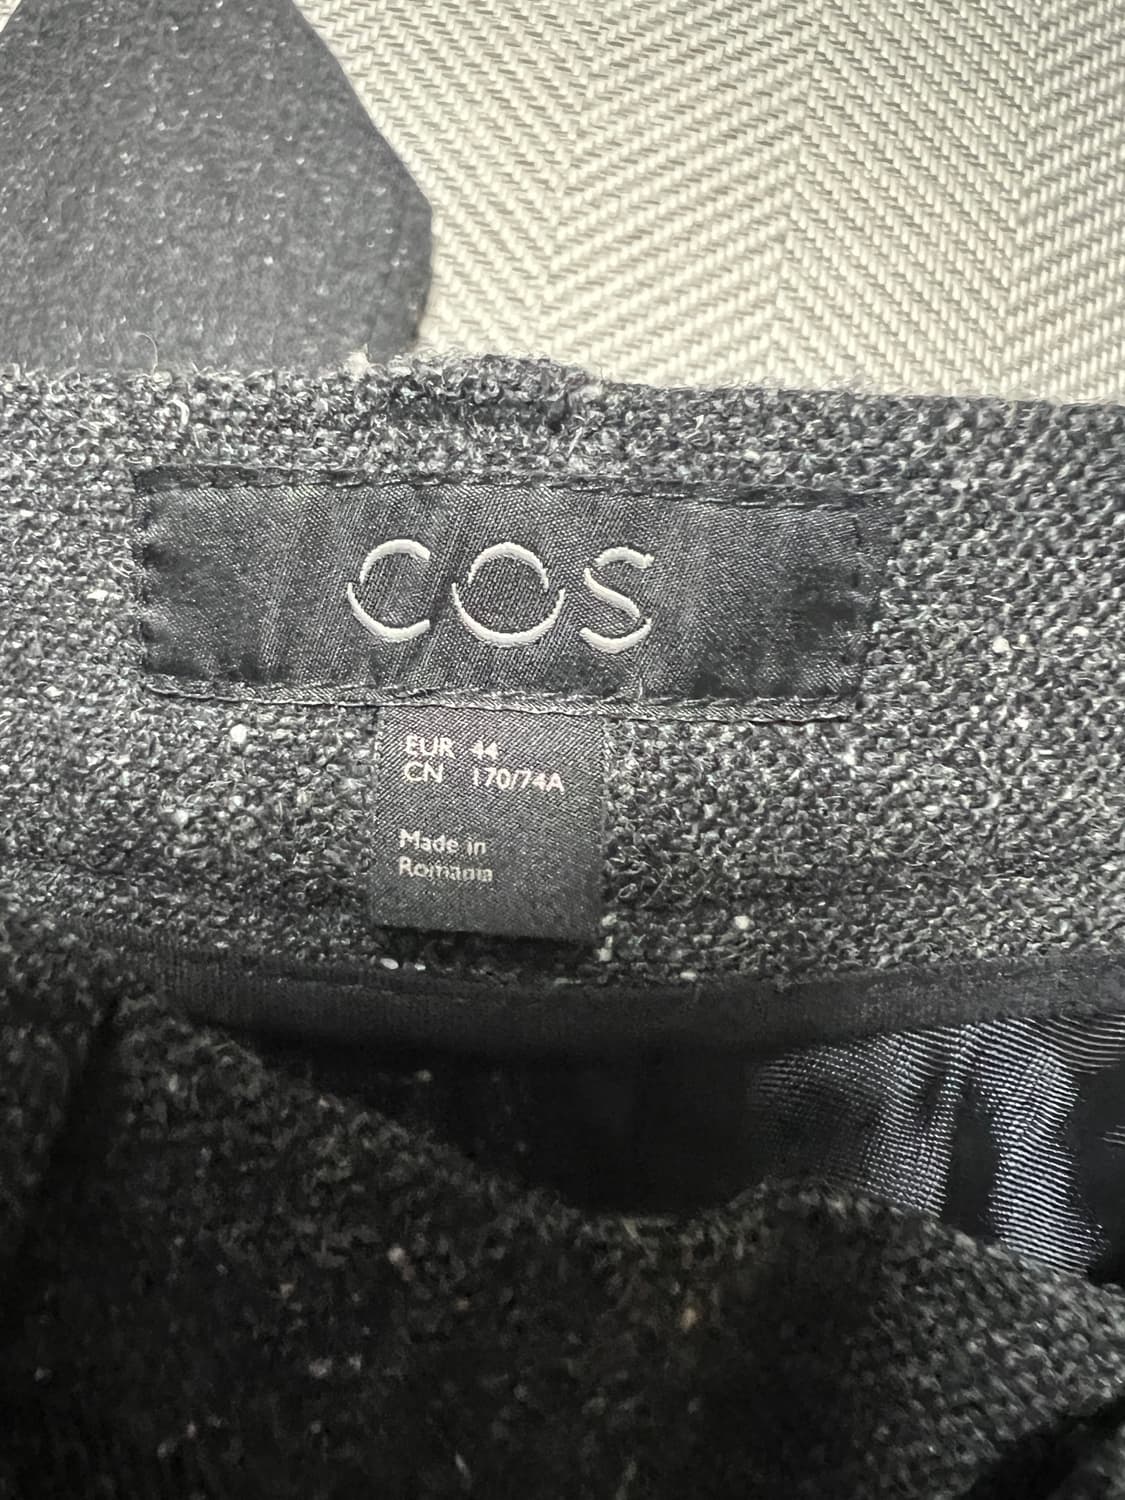 COS
EUR 44
CN 170/74A
Made in
Romania